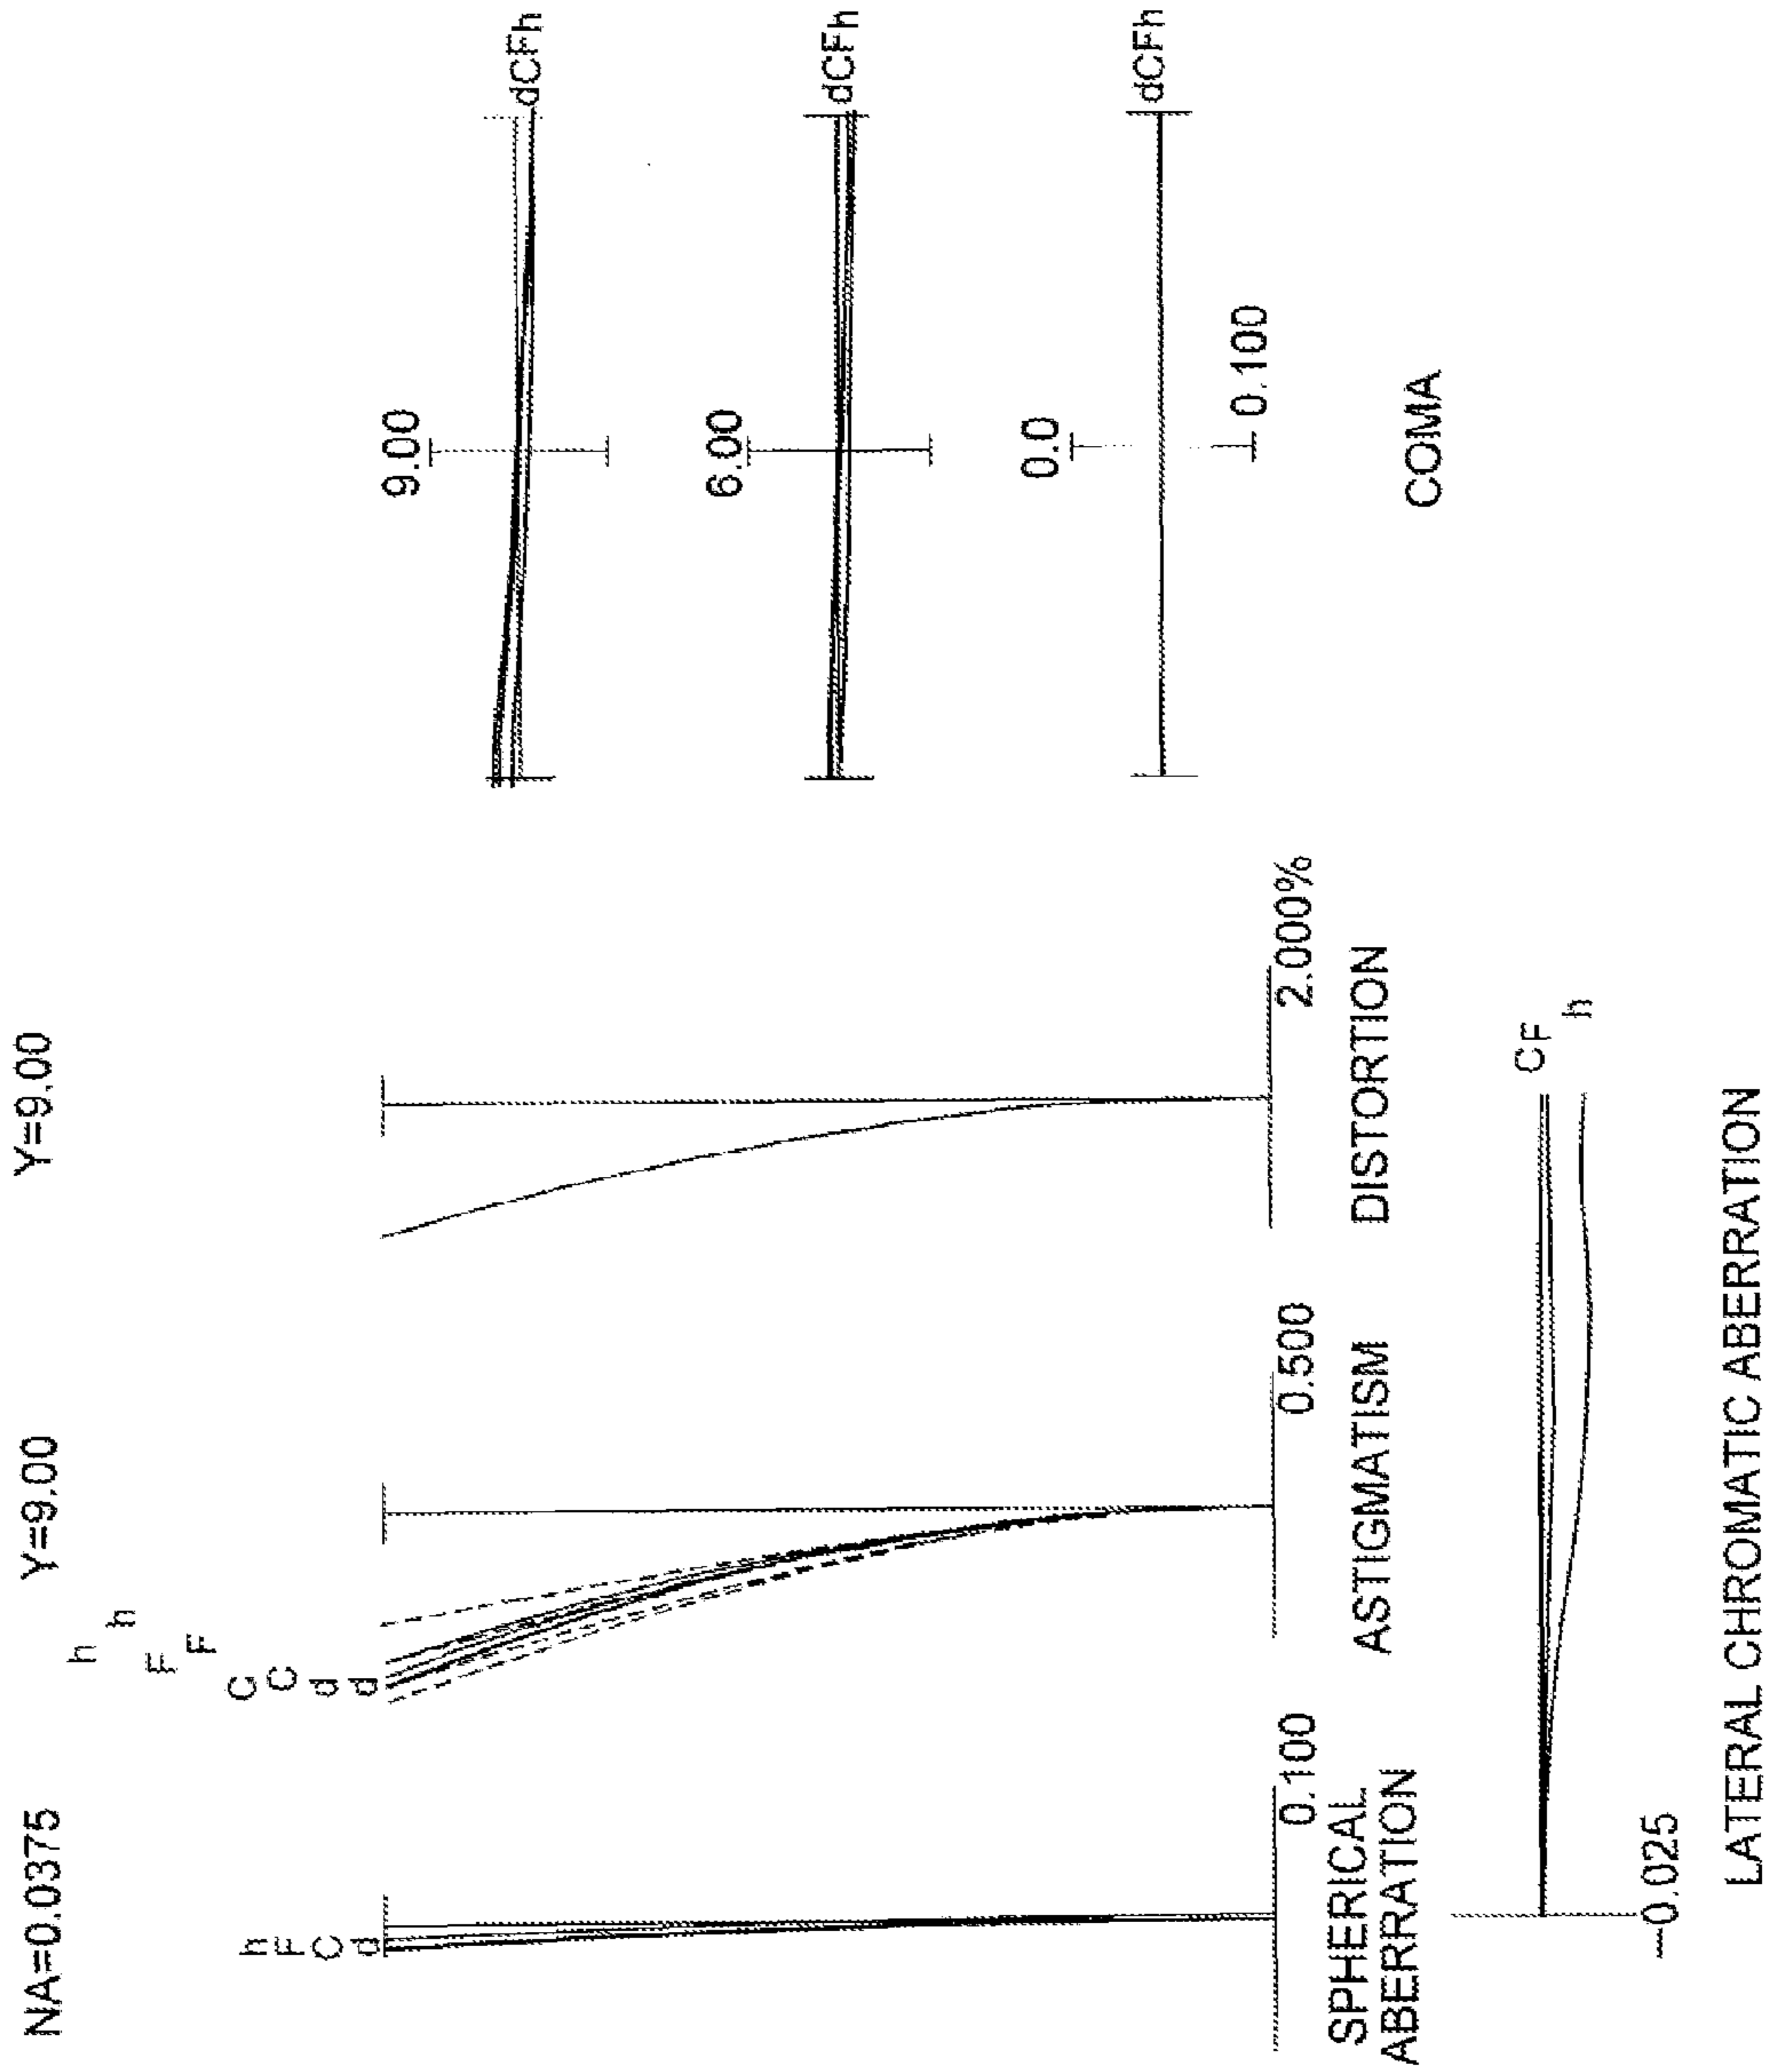 NA=0.0375
h
F
C
d
0.100
SPHERICAL
ABERRATION
Y=9.00
h
h
F
F
C
C
d
d
0.500
ASTIGMATISM
Y=9.00
2.000%
DISTORTION
9.00
dCFh
6.00
dCFh
0.0
dCFh
0.100
COMA
C
F
h
-0.025
LATERAL CHROMATIC ABERRATION